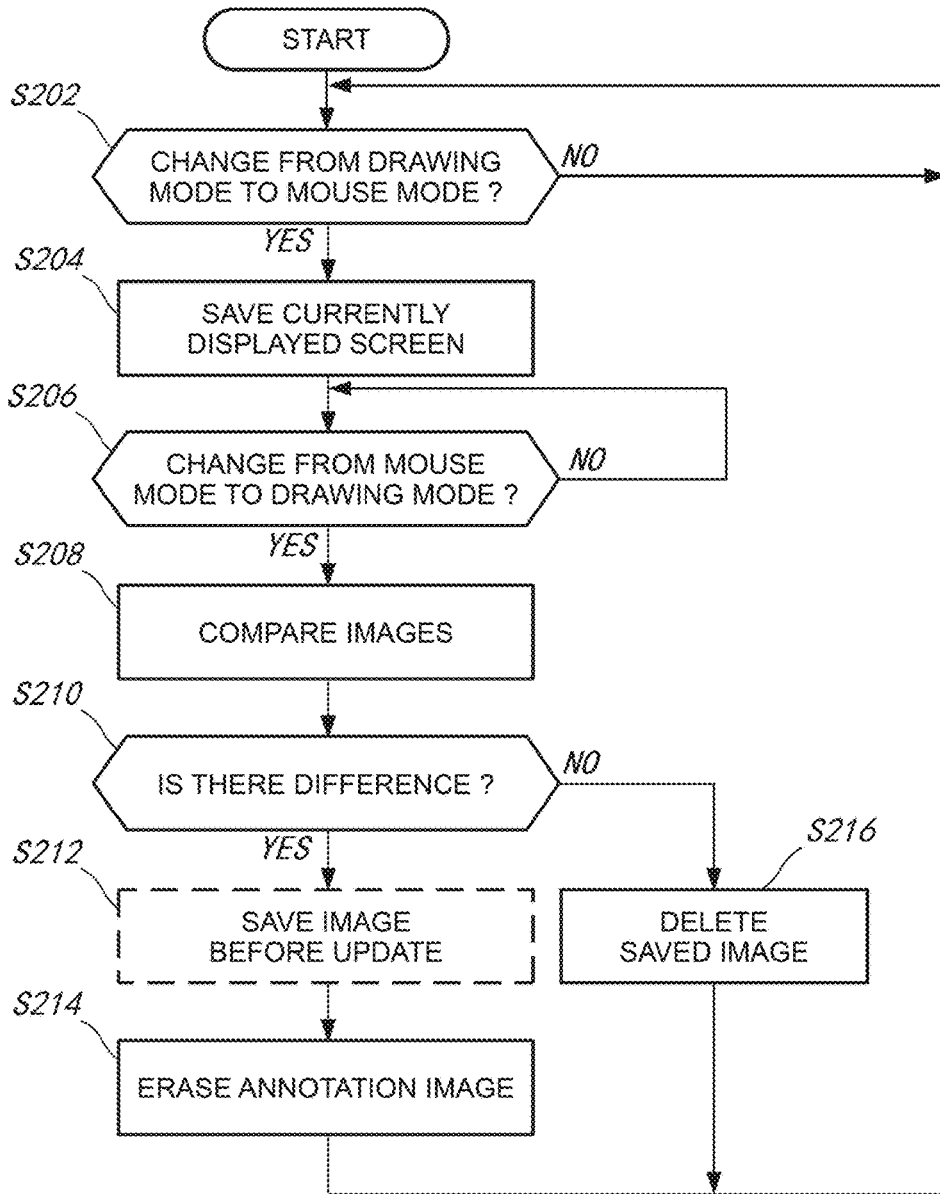 START
S202
CHANGE FROM DRAWING
MODE TO MOUSE MODE ?
NO
YES
S204
SAVE CURRENTLY
DISPLAYED SCREEN
S206
CHANGE FROM MOUSE
MODE TO DRAWING MODE ?
NO
YES
S208
COMPARE IMAGES
S210
IS THERE DIFFERENCE ?
NO
YES
S212
SAVE IMAGE
BEFORE UPDATE
S216
DELETE
SAVED IMAGE
S214
ERASE ANNOTATION IMAGE